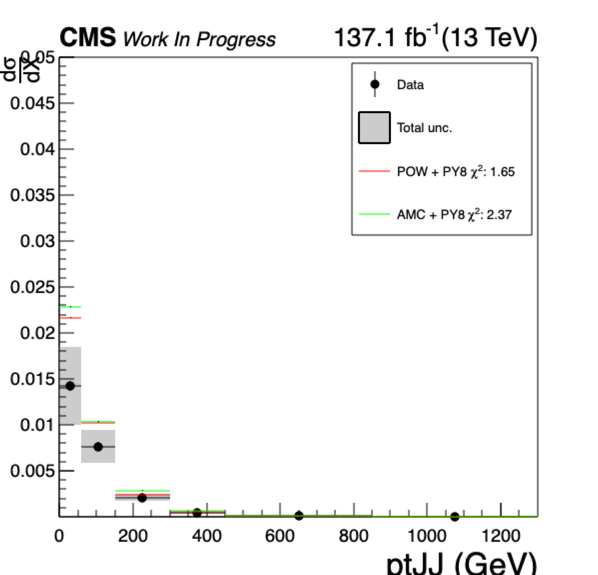 CMS Work In Progress 137.1 fb⁻¹(13 TeV)
dσ
dX
0.05
0.045
0.04
0.035
0.03
0.025
0.02
0.015
0.01
0.005
Data
Total unc.
POW + PY8 χ²: 1.65
AMC + PY8 χ²: 2.37
0 200 400 600 800 1000 1200
ptJJ (GeV)